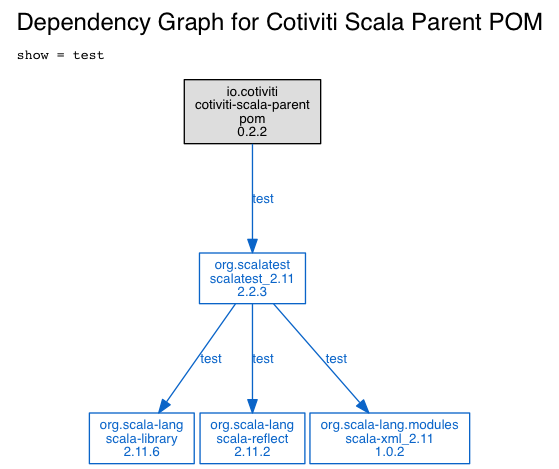 Dependency Graph for Cotiviti Scala Parent POM
show = test
io.cotiviti
cotiviti-scala-parent
pom
0.2.2
test
org.scalatest
scalatest_2.11
2.2.3
test
test
test
org.scala-lang
scala-library
2.11.6
org.scala-lang
scala-reflect
2.11.2
org.scala-lang.modules
scala-xml_2.11
1.0.2